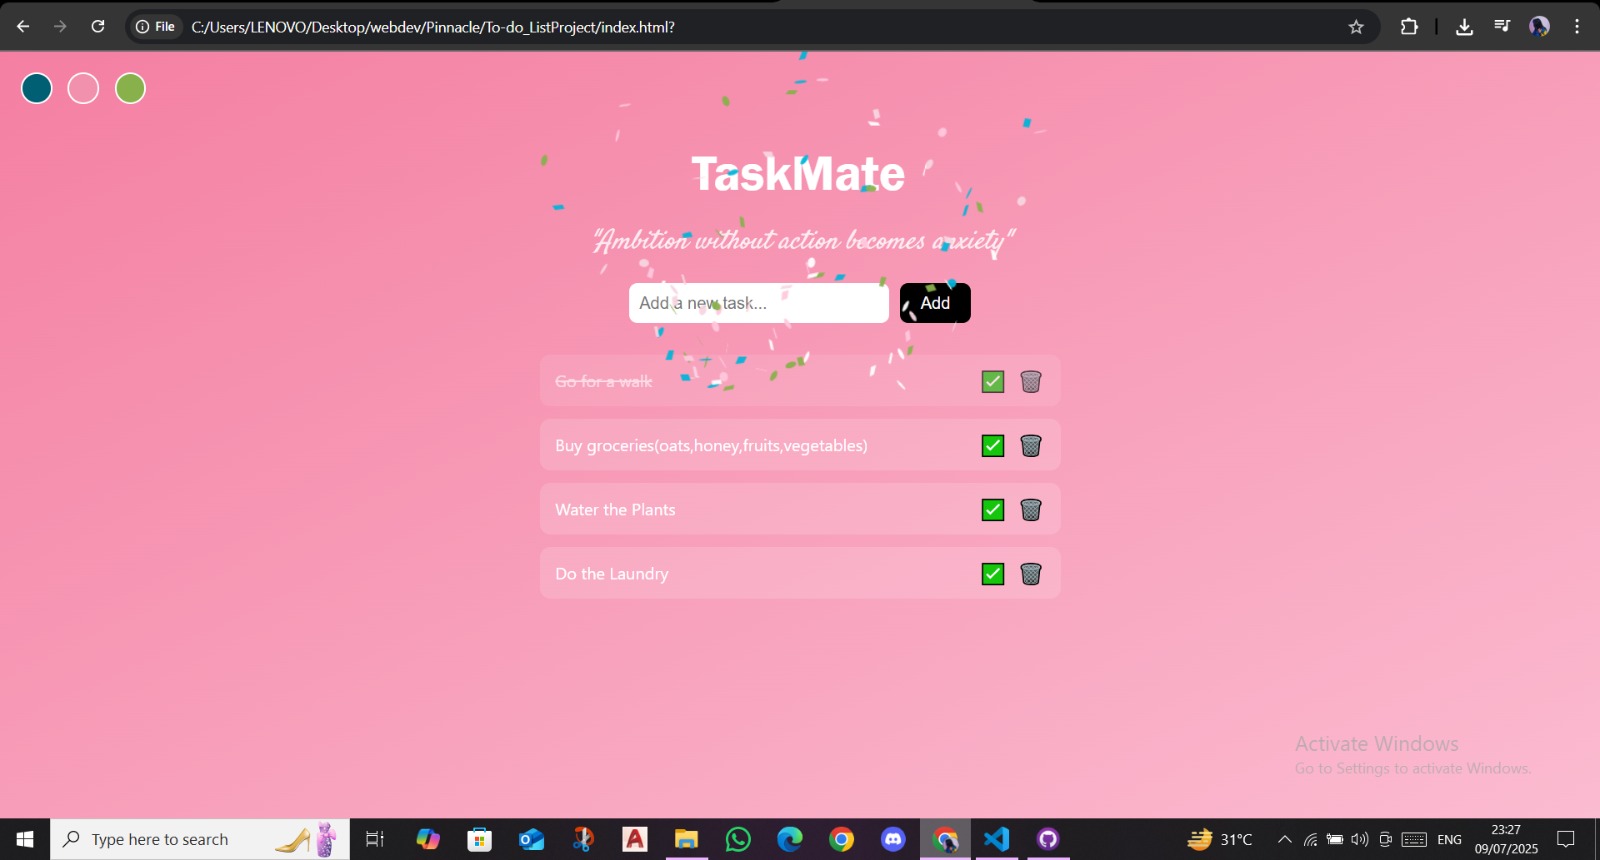 File
C:/Users/LENOVO/Desktop/webdev/Pinnacle/To-do_ListProject/index.html?
TaskMate
"Ambition without action becomes anxiety"
Add a new task...
Add
Go for a walk
Buy groceries(oats,honey,fruits,vegetables)
Water the Plants
Do the Laundry
Activate Windows
Go to Settings to activate Windows.
Type here to search
A
31°C
ENG
23:27
09/07/2025